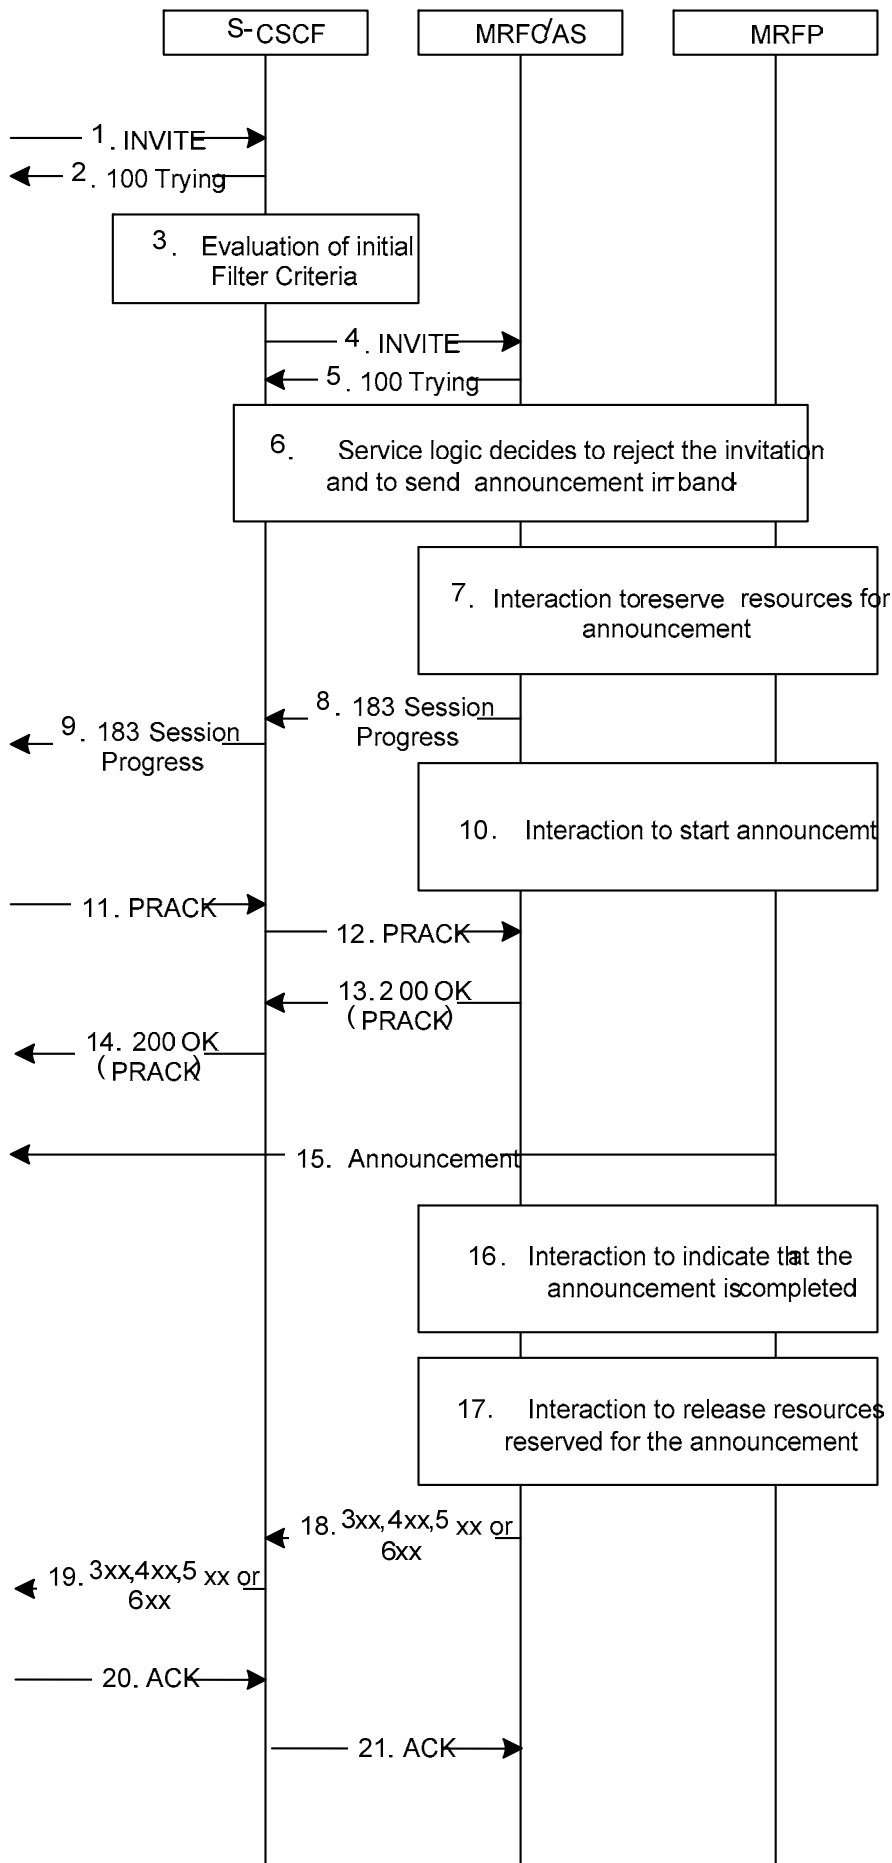 S-CSCF
MRFC/AS
MRFP
1. INVITE
2. 100 Trying
3. Evaluation of initial
Filter Criteria
4. INVITE
5. 100 Trying
6. Service logic decides to reject the invitation
and to send announcement in-band.
7. Interaction to reserve resources for
announcement
8. 183 Session
Progress
9. 183 Session
Progress
10. Interaction to start announcemt
11. PRACK
12. PRACK
13. 200 OK
(PRACK)
14. 200 OK
(PRACK)
15. Announcement
16. Interaction to indicate that the
announcement is completed
17. Interaction to release resources
reserved for the announcement
18. 3xx,4xx,5xx or
6xx
19. 3xx,4xx,5xx or
6xx
20. ACK
21. ACK